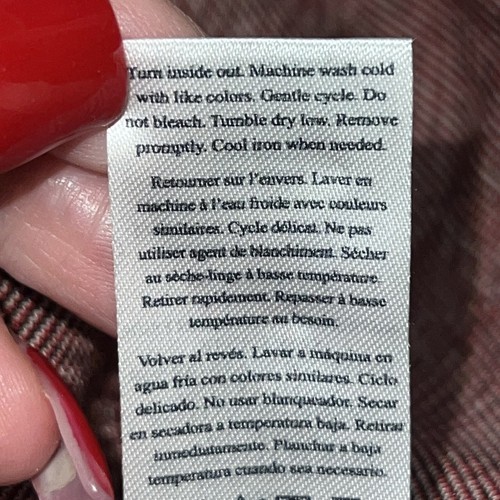 Turn inside out. Machine wash cold
with like colors. Gentle cycle. Do
not bleach. Tumble dry low. Remove
promptly. Cool iron when needed.
Retourner sur l'envers. Laver en
machine à l'eau froide avec couleurs
similaires. Cycle délicat. Ne pas
utiliser agent de blanchiment. Sécher
au sèche-linge à basse température.
Retirer rapidement. Repasser à basse
température au besoin.
Volver al revés. Lavar a máquina en
agua fría con colores similares. Ciclo
delicado. No usar blanqueador. Secar
en secadora a temperatura baja. Retirar
inmediatamente. Planchar a baja
temperatura cuando sea necesario.